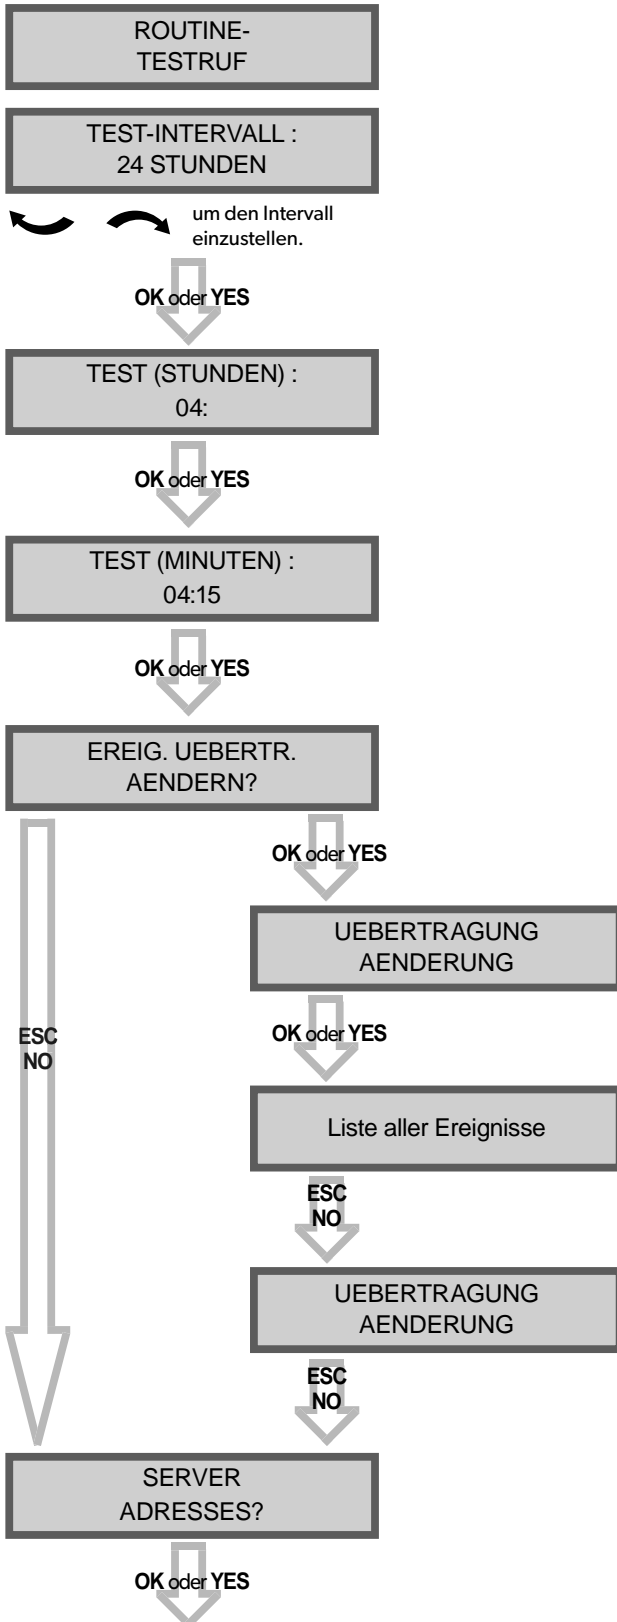 ROUTINE-
TESTRUF
TEST-INTERVALL :
24 STUNDEN
um den Intervall
einzustellen.
OK oder YES
TEST (STUNDEN) :
04:
OK oder YES
TEST (MINUTEN) :
04:15
OK oder YES
EREIG. UEBERTR.
AENDERN?
OK oder YES
UEBERTRAGUNG
AENDERUNG
OK oder YES
ESC
NO
Liste aller Ereignisse
ESC
NO
UEBERTRAGUNG
AENDERUNG
ESC
NO
SERVER
ADRESSES?
OK oder YES